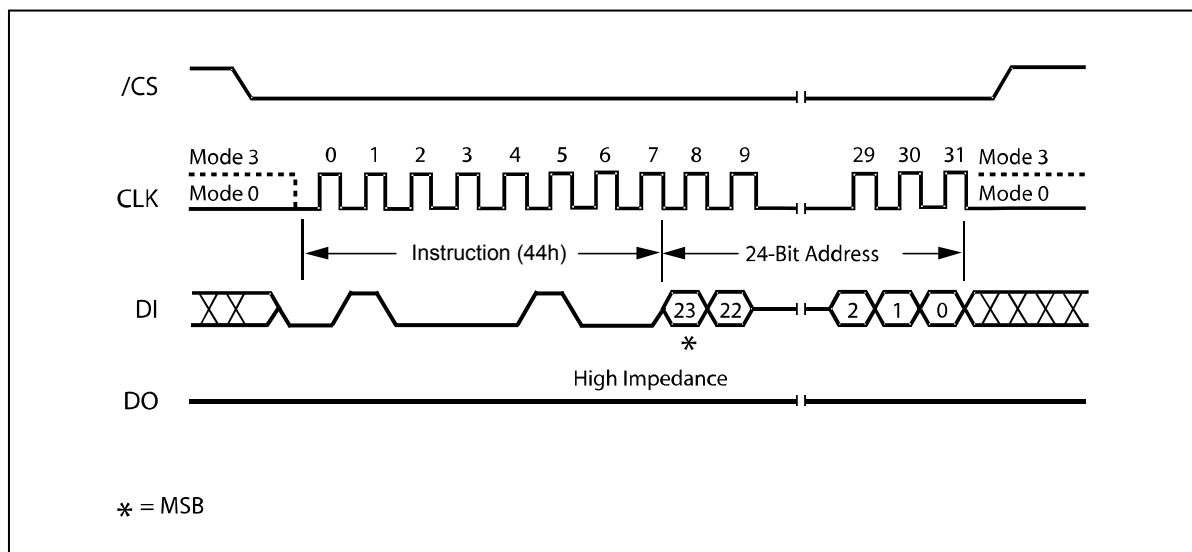 /CS
Mode 3 0 1 2 3 4 5 6 7 8 9 29 30 31 Mode 3
CLK Mode 0 Mode 0
Instruction (44h) 24-Bit Address
DI 23 22 2 1 0
*
High Impedance
DO
* = MSB